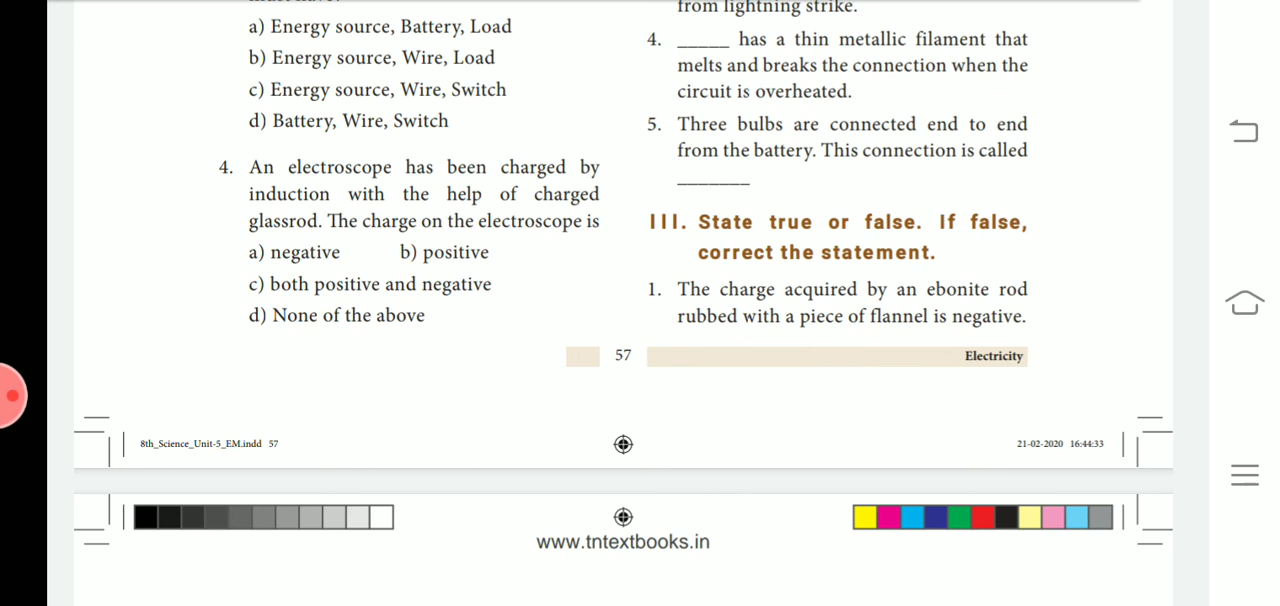 a) Energy source, Battery, Load
b) Energy source, Wire, Load
c) Energy source, Wire, Switch
d) Battery, Wire, Switch
4. An electroscope has been charged by
induction with the help of charged
glassrod. The charge on the electroscope is
a) negative b) positive
c) both positive and negative
d) None of the above
from lightning strike.
4. _____ has a thin metallic filament that
melts and breaks the connection when the
circuit is overheated.
5. Three bulbs are connected end to end
from the battery. This connection is called
_______
III. State true or false. If false,
correct the statement.
1. The charge acquired by an ebonite rod
rubbed with a piece of flannel is negative.
57
Electricity
8th_Science_Unit-5_EM.indd 57
21-02-2020 16:44:33
www.tntextbooks.in